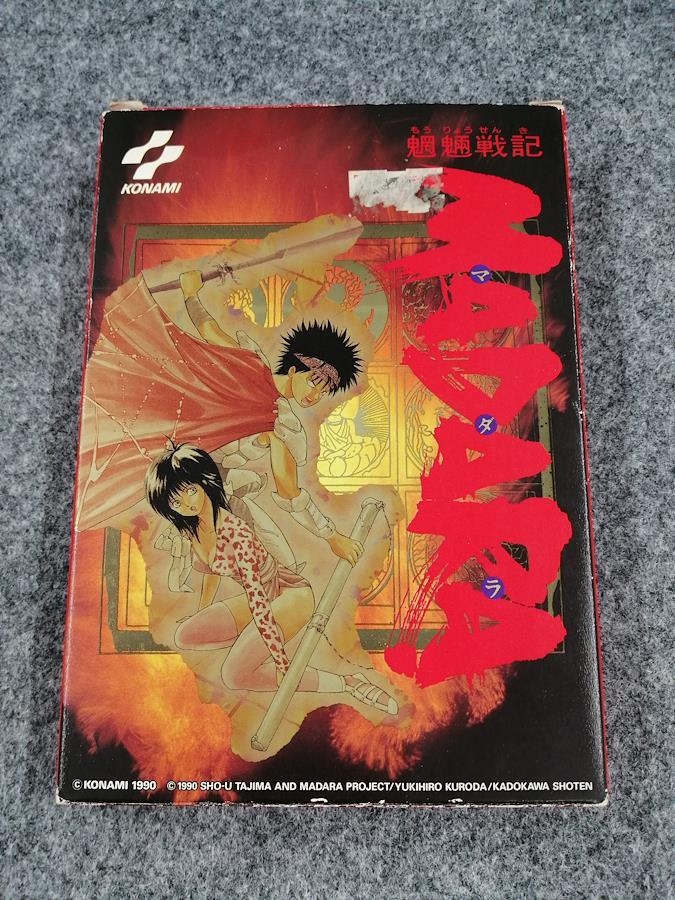 KONAMI
もうりょうせんき
魍魎戦記
MADARA
マダラ
©KONAMI 1990 ©1990 SHO-U TAJIMA AND MADARA PROJECT/YUKIHIRO KURODA/KADOKAWA SHOTEN